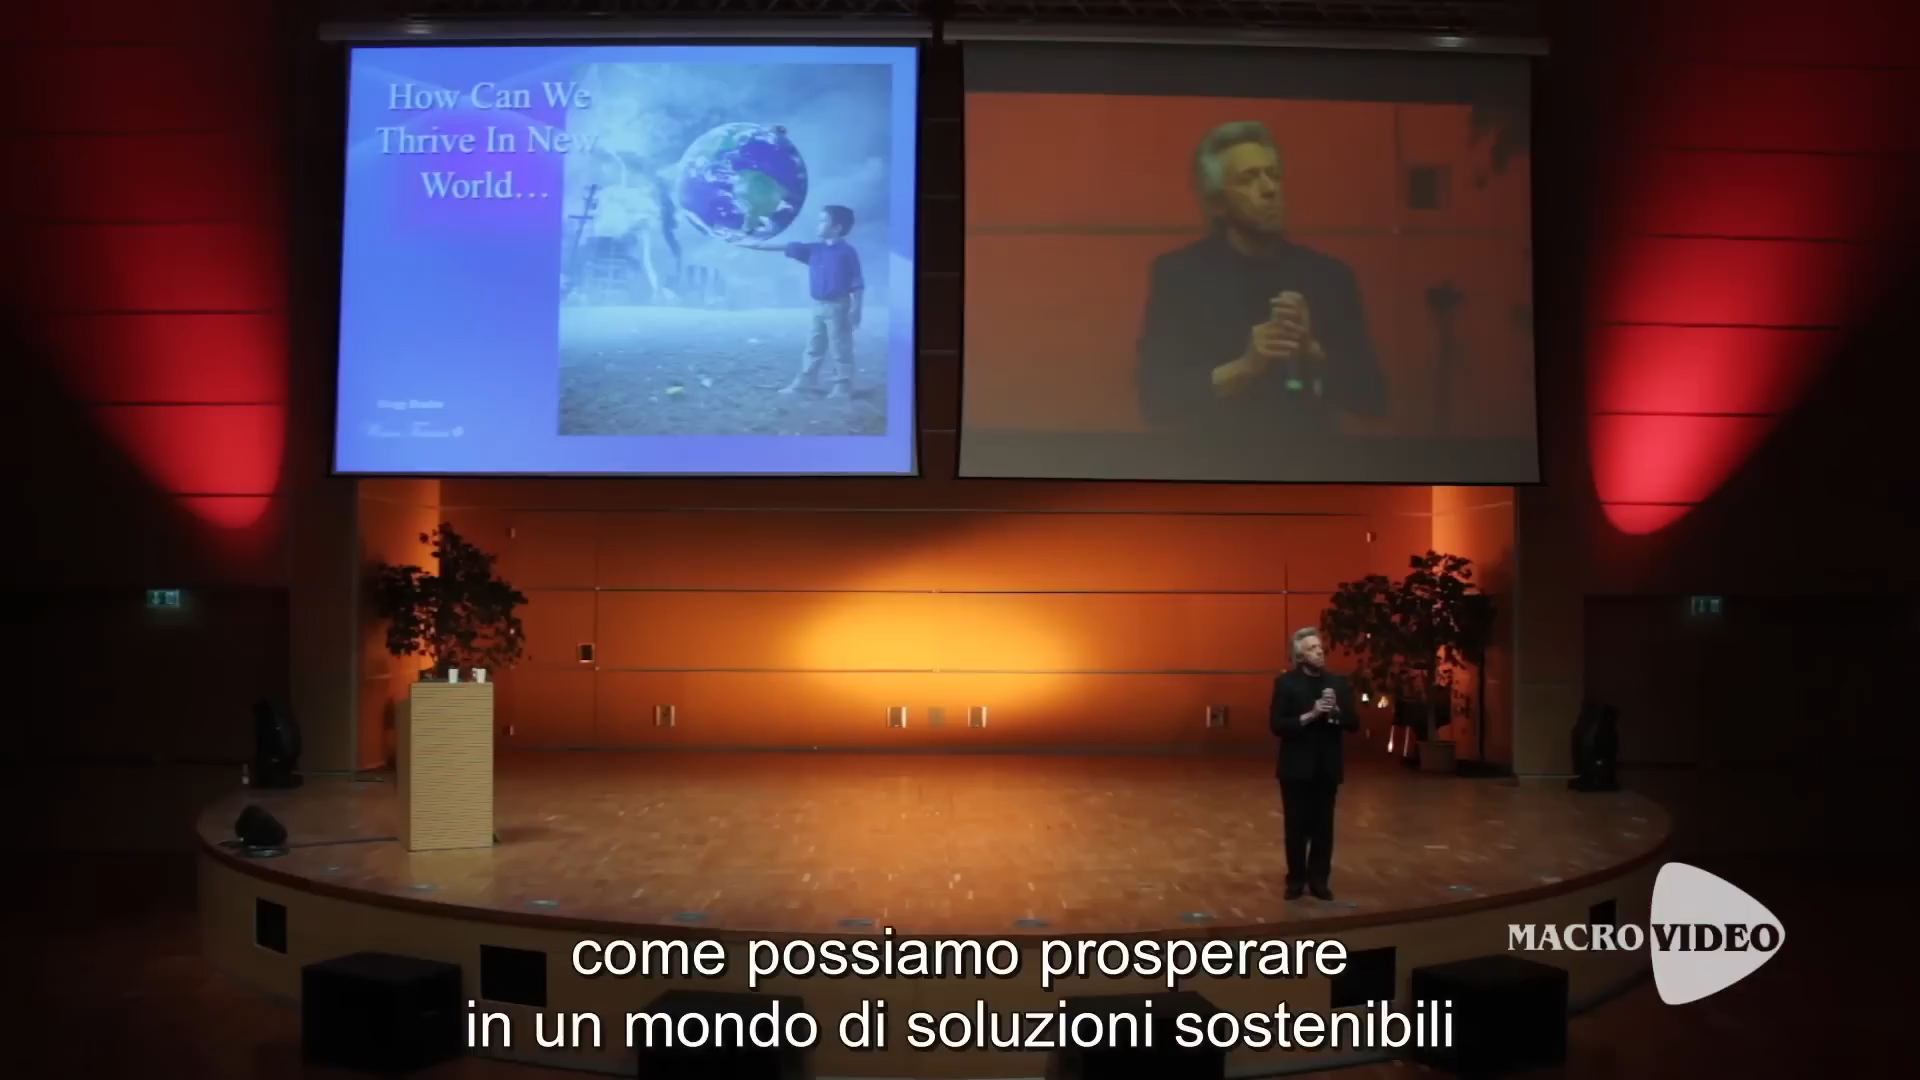 How Can We
Thrive In New
World…
MACRO VIDEO
come possiamo prosperare
in un mondo di soluzioni sostenibili